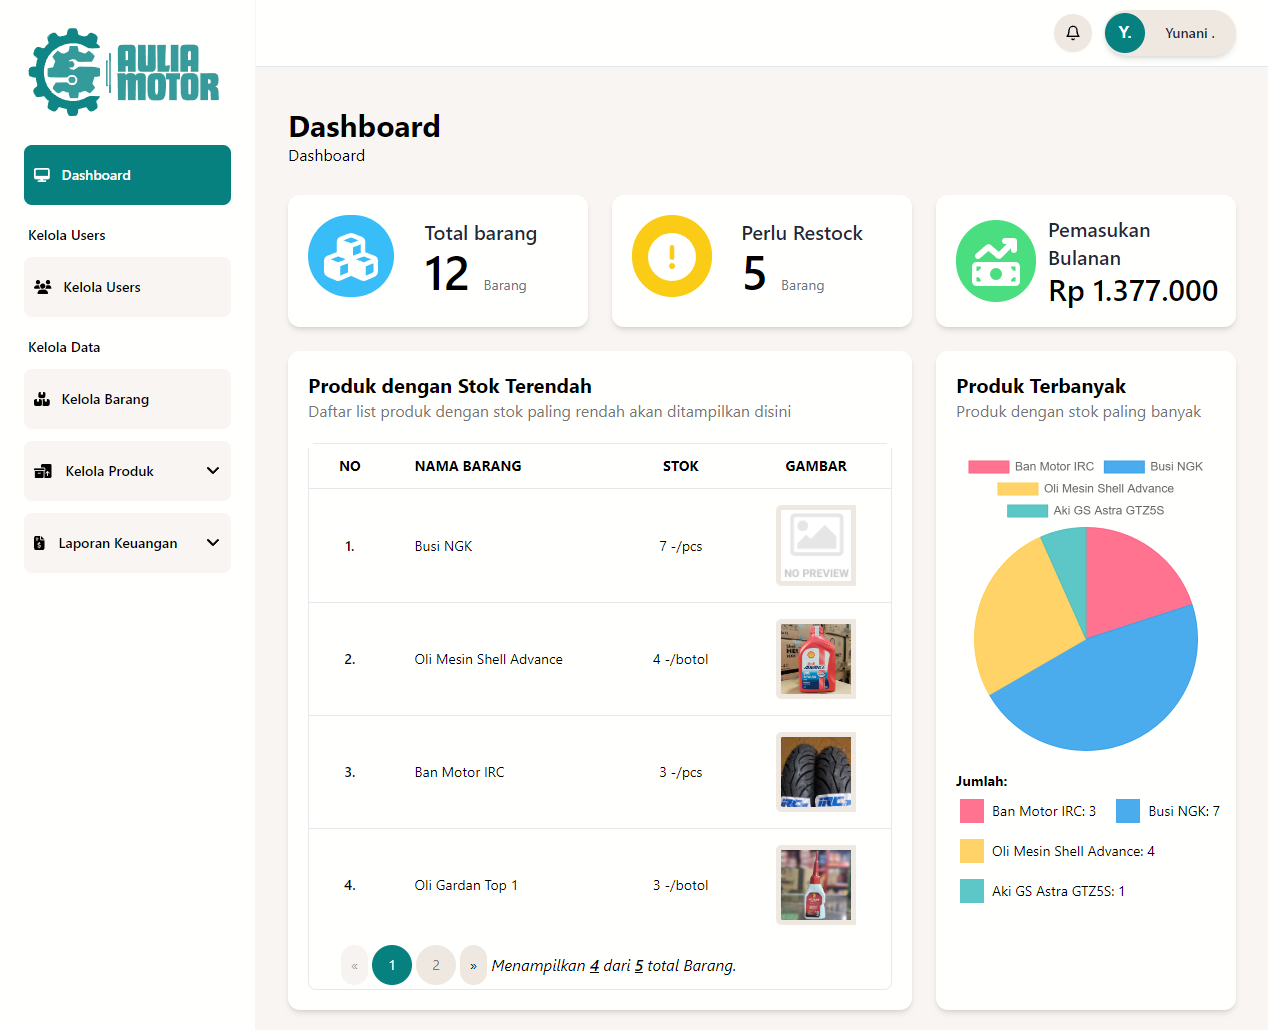 AULIA
MOTOR
Y.
Yunani .
Dashboard
Kelola Users
Kelola Users
Kelola Data
Kelola Barang
Kelola Produk
Laporan Keuangan
Dashboard
Dashboard
Total barang
12 Barang
Perlu Restock
5 Barang
Pemasukan
Bulanan
Rp 1.377.000
Produk dengan Stok Terendah
Daftar list produk dengan stok paling rendah akan ditampilkan disini
NO NAMA BARANG STOK GAMBAR
1. Busi NGK 7 -/pcs
NO PREVIEW
2. Oli Mesin Shell Advance 4 -/botol
3. Ban Motor IRC 3 -/pcs
4. Oli Gardan Top 1 3 -/botol
« 1 2 » Menampilkan 4 dari 5 total Barang.
Produk Terbanyak
Produk dengan stok paling banyak
Ban Motor IRC Busi NGK
Oli Mesin Shell Advance
Aki GS Astra GTZ5S
Jumlah:
Ban Motor IRC: 3 Busi NGK: 7
Oli Mesin Shell Advance: 4
Aki GS Astra GTZ5S: 1